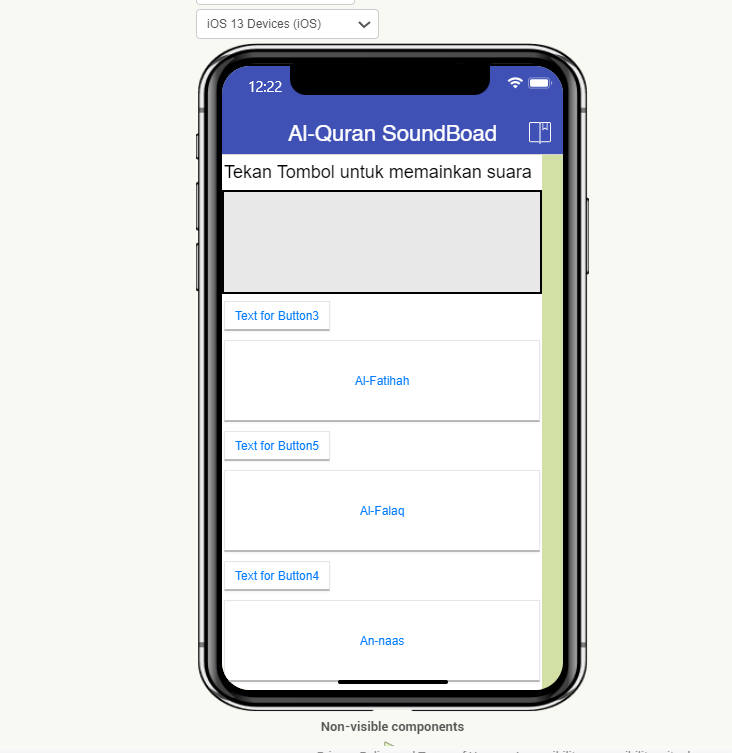 iOS 13 Devices (iOS)
12:22
Al-Quran SoundBoad
Tekan Tombol untuk memainkan suara
Text for Button3
Al-Fatihah
Text for Button5
Al-Falaq
Text for Button4
An-naas
Non-visible components